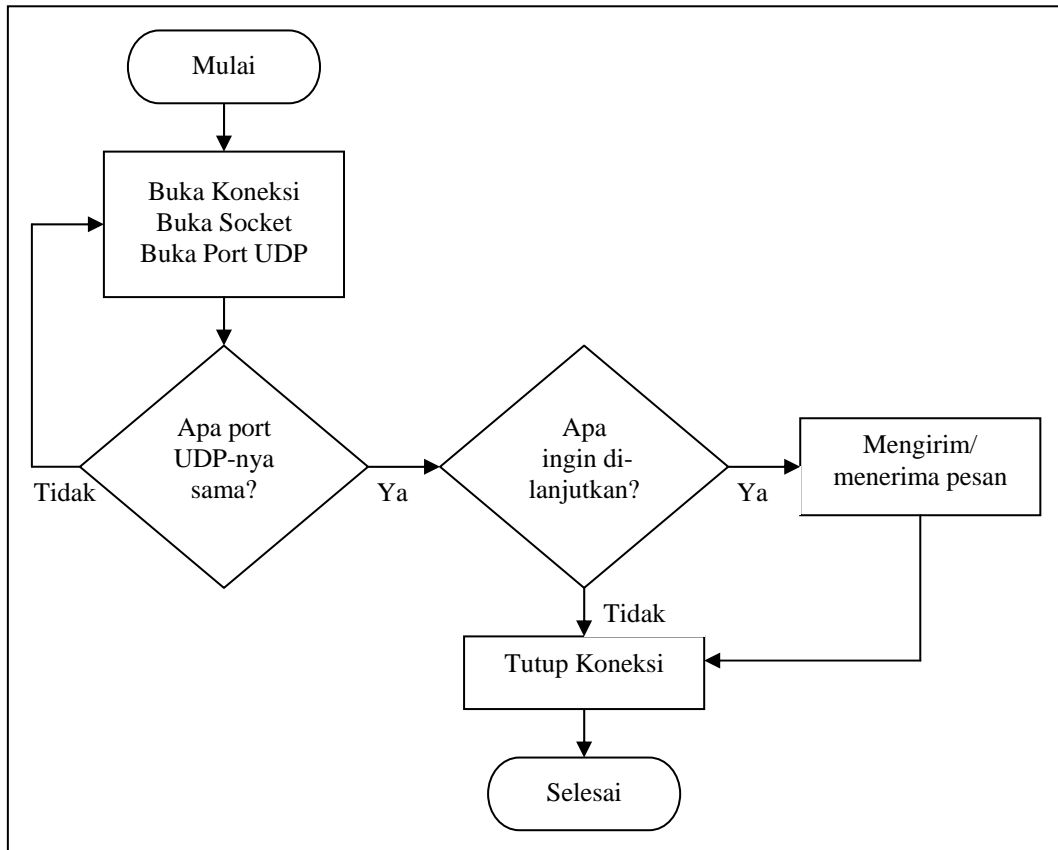 Mulai
Buka Koneksi
Buka Socket
Buka Port UDP
Apa port
UDP-nya
sama?
Tidak
Ya
Apa
ingin di-
lanjutkan?
Ya
Mengirim/
menerima pesan
Tidak
Tutup Koneksi
Selesai